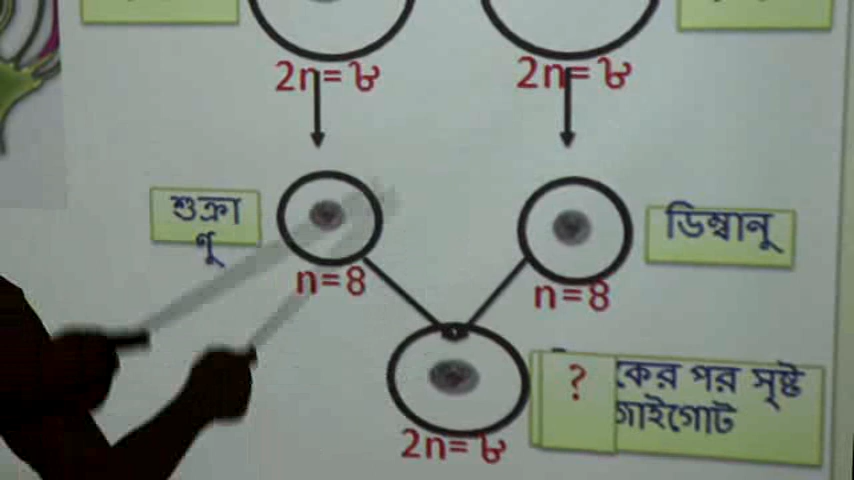 2n= ৮
2n= ৮
শুক্রা
ণু
ডিম্বানু
n=8
n=8
?
কের পর সৃষ্ট
জাইগোট
2n= ৮